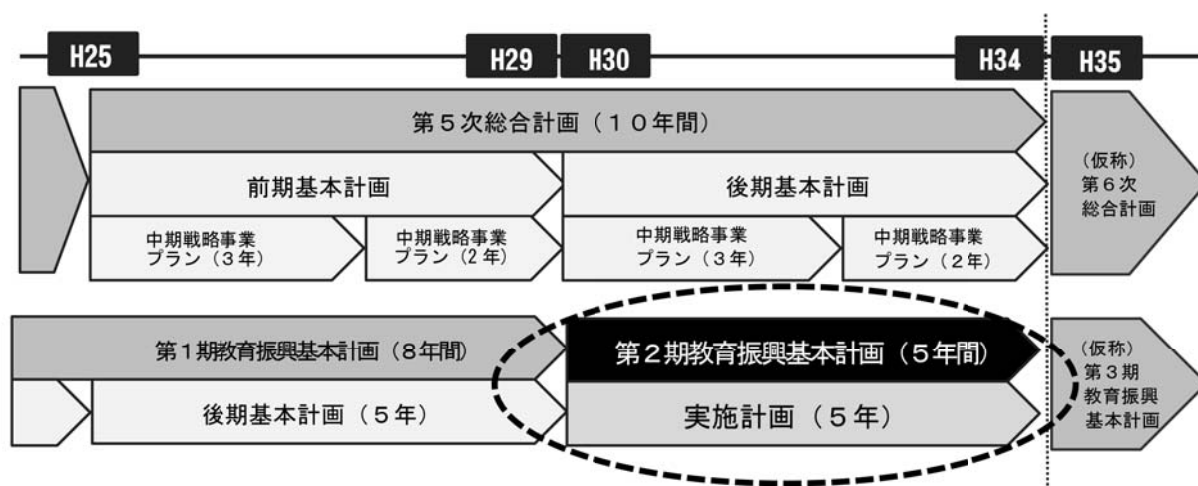 H25
H29
H30
H34
H35
第5次総合計画（10年間）
前期基本計画
後期基本計画
中期戦略事業
プラン（3年）
中期戦略事業
プラン（2年）
中期戦略事業
プラン（3年）
中期戦略事業
プラン（2年）
（仮称）
第6次
総合計画
第1期教育振興基本計画（8年間）
第2期教育振興基本計画（5年間）
後期基本計画（5年）
実施計画（5年）
（仮称）
第3期
教育振興
基本計画